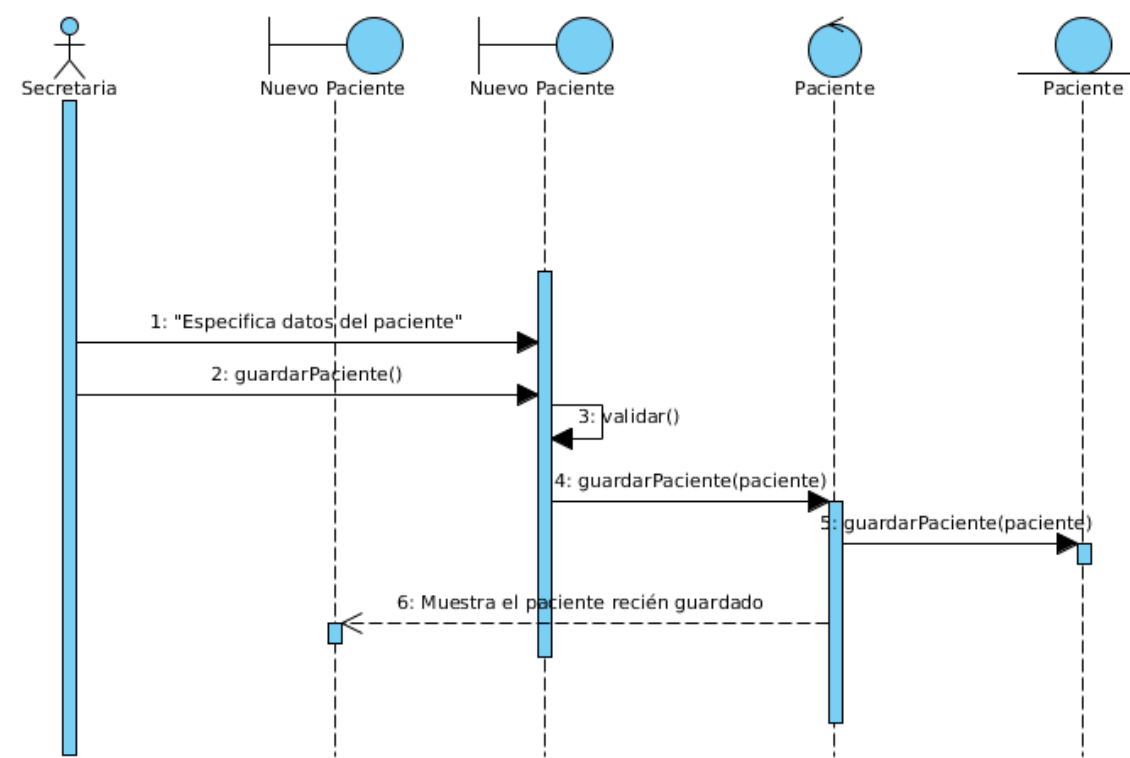 Secretaria
Nuevo Paciente
Nuevo Paciente
Paciente
Paciente
1: "Especifica datos del paciente"
2: guardarPaciente()
3: validar()
4: guardarPaciente(paciente)
5: guardarPaciente(paciente)
6: Muestra el paciente recién guardado